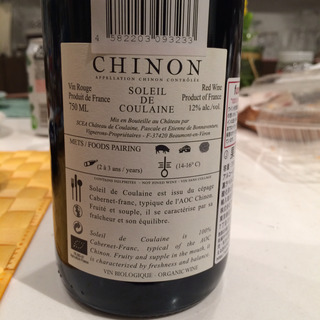 4 582203 093233
CHINON
APPELLATION CHINON CONTRÔLÉE
Vin Rouge
Produit de France
750 ML
SOLEIL
DE
COULAINE
Red Wine
Product of France
12% alc./vol.
Mis en Bouteille au Château par
SCEA Château de Coulaine, Pascale et Etienne de Bonnaventure,
Vignerons-Propriétaires - F-37420 Beaumont-en-Véron
METS / FOODS PAIRING
(2 à 3 ans / years)
(14-16° C)
Soleil de Coulaine est issu du cépage
Cabernet-franc, typique de l'AOC Chinon
Fruité et souple, il se caractérise par sa
fraîcheur et son équilibre.
Soleil de Coulaine is 100%
Cabernet-Franc, typical of the AOC
Chinon. Fruity and supple in the mouth, it
is characterized by freshness and balance.
VIN BIOLOGIQUE - ORGANIC WINE